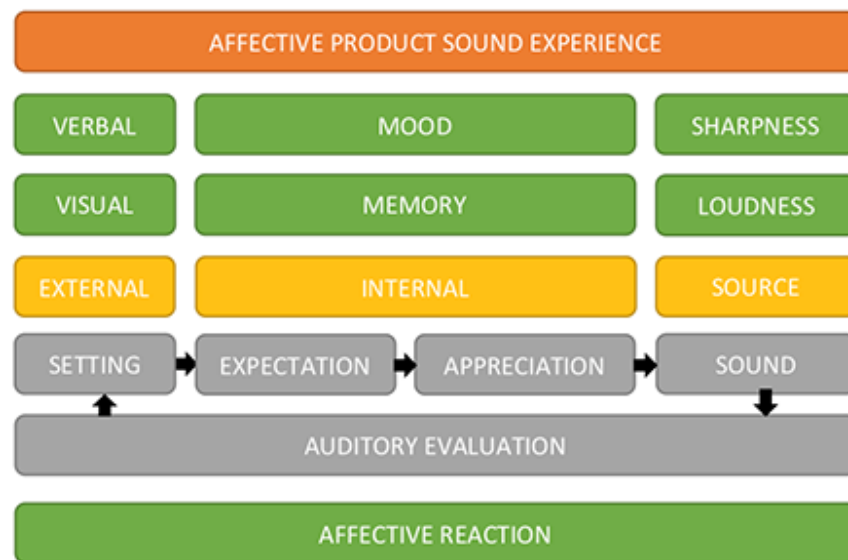 AFFECTIVE PRODUCT SOUND EXPERIENCE
VERBAL MOOD SHARPNESS
VISUAL MEMORY LOUDNESS
EXTERNAL INTERNAL SOURCE
SETTING EXPECTATION APPRECIATION SOUND
AUDITORY EVALUATION
AFFECTIVE REACTION